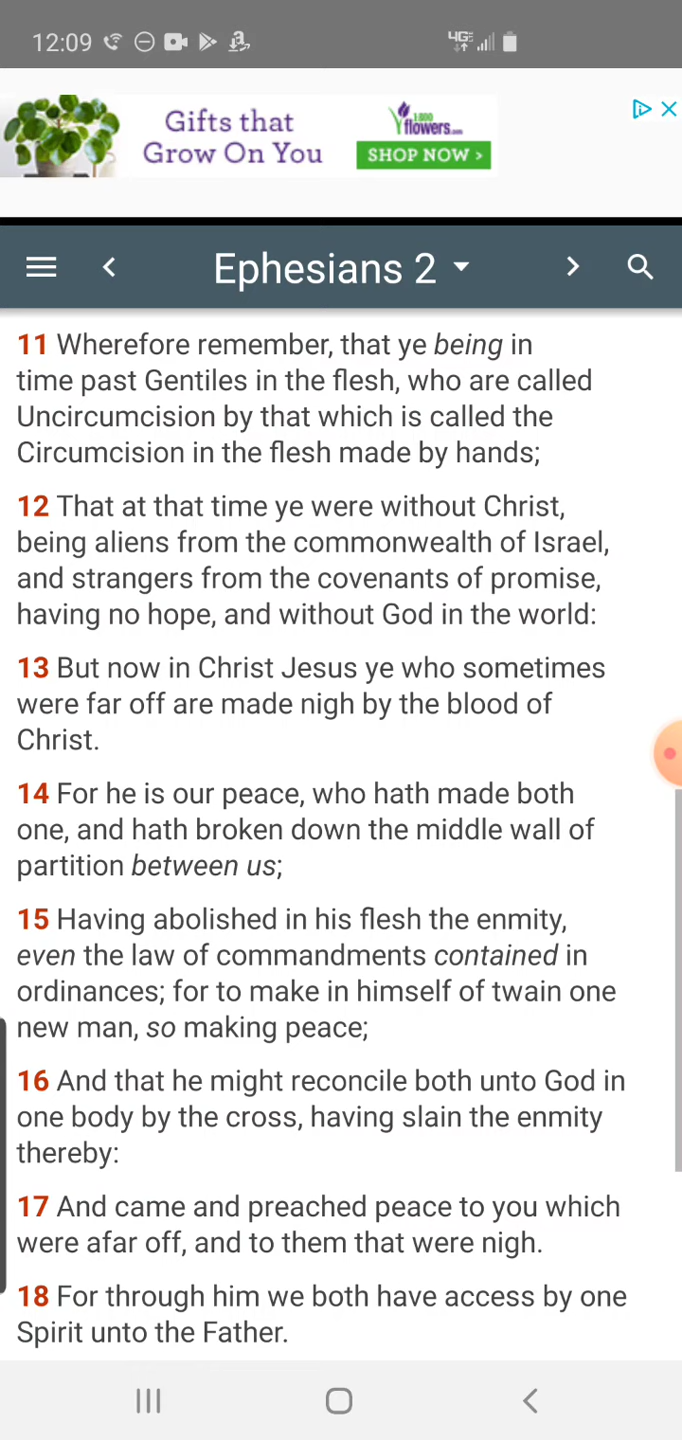 12:09
4GE
Gifts that
Grow On You
1-800
flowers.com
SHOP NOW >
Ephesians 2
11 Wherefore remember, that ye being in
time past Gentiles in the flesh, who are called
Uncircumcision by that which is called the
Circumcision in the flesh made by hands;
12 That at that time ye were without Christ,
being aliens from the commonwealth of Israel,
and strangers from the covenants of promise,
having no hope, and without God in the world:
13 But now in Christ Jesus ye who sometimes
were far off are made nigh by the blood of
Christ.
14 For he is our peace, who hath made both
one, and hath broken down the middle wall of
partition between us;
15 Having abolished in his flesh the enmity,
even the law of commandments contained in
ordinances; for to make in himself of twain one
new man, so making peace;
16 And that he might reconcile both unto God in
one body by the cross, having slain the enmity
thereby:
17 And came and preached peace to you which
were afar off, and to them that were nigh.
18 For through him we both have access by one
Spirit unto the Father.